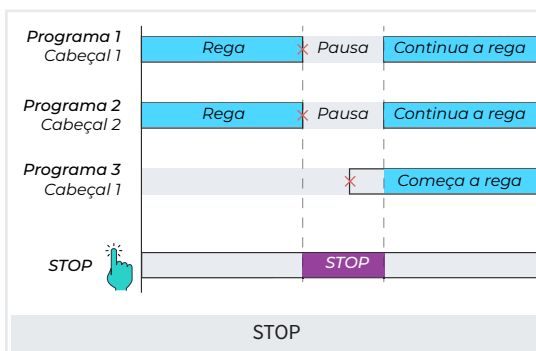 Programa 1
Cabeçal 1
Rega Pausa Continua a rega
Programa 2
Cabeçal 2
Rega Pausa Continua a rega
Programa 3
Cabeçal 1
Começa a rega
STOP STOP
STOP